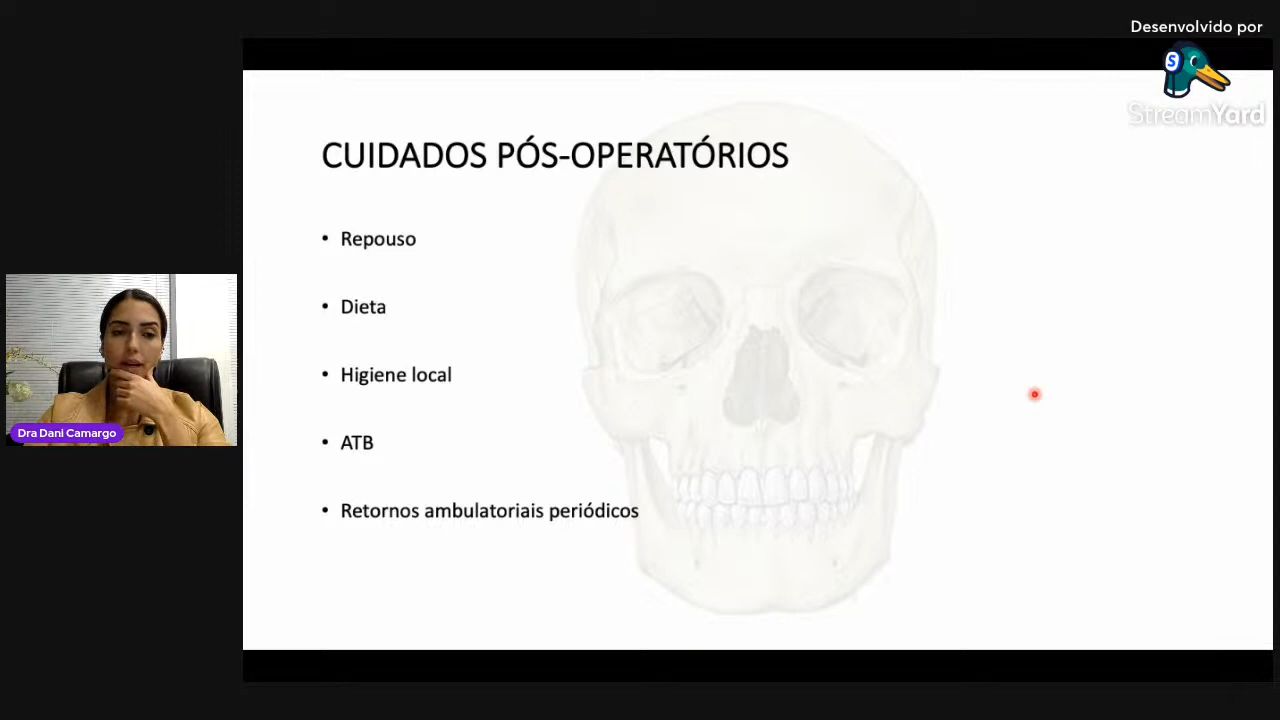 Desenvolvido por
S
StreamYard
CUIDADOS PÓS-OPERATÓRIOS
• Repouso
• Dieta
• Higiene local
• ATB
• Retornos ambulatoriais periódicos
Dra Dani Camargo